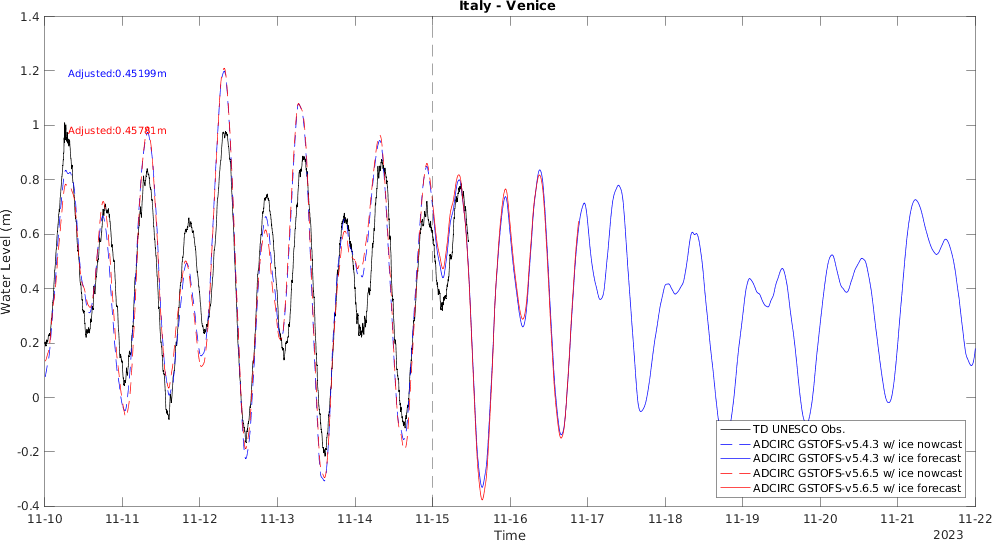 Italy - Venice
Water Level (m)
1.4
1.2
1
0.8
0.6
0.4
0.2
0
-0.2
-0.4
Adjusted:0.45199m
Adjusted:0.45781m
TD UNESCO Obs.
ADCIRC GSTOFS-v5.4.3 w/ ice nowcast
ADCIRC GSTOFS-v5.4.3 w/ ice forecast
ADCIRC GSTOFS-v5.6.5 w/ ice nowcast
ADCIRC GSTOFS-v5.6.5 w/ ice forecast
11-10 11-11 11-12 11-13 11-14 11-15 11-16 11-17 11-18 11-19 11-20 11-21 11-22
Time
2023